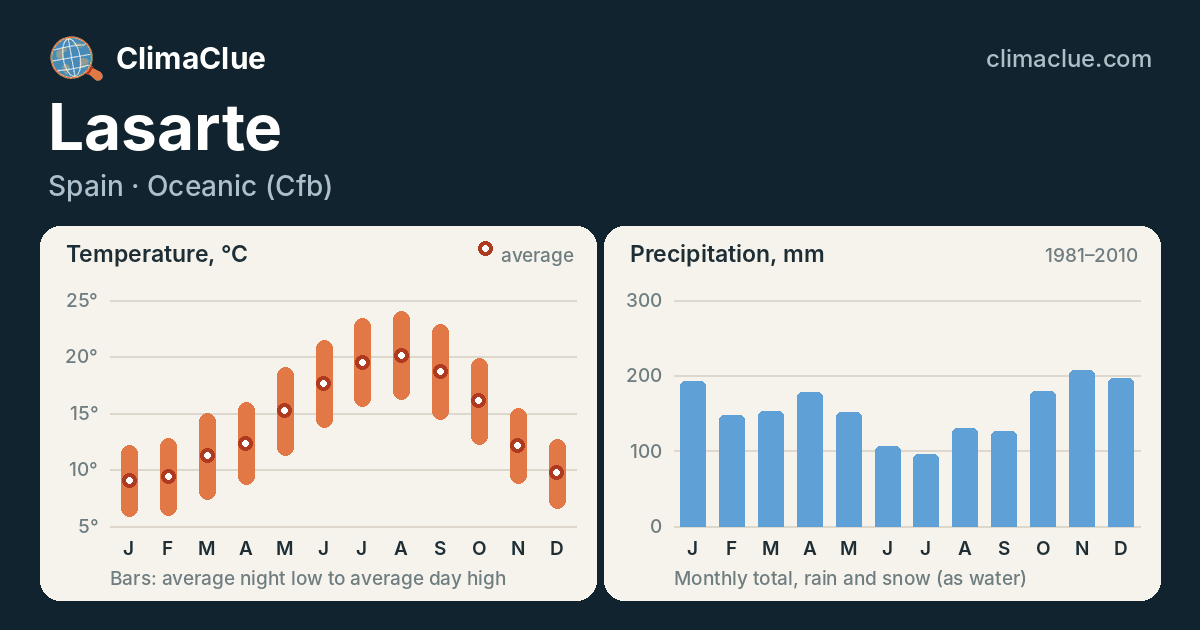 ClimaClue
climaclue.com
Lasarte
Spain · Oceanic (Cfb)
Temperature, °C
average
25°
20°
15°
10°
5°
J F M A M J J A S O N D
Bars: average night low to average day high
Precipitation, mm
1981–2010
300
200
100
0
J F M A M J J A S O N D
Monthly total, rain and snow (as water)